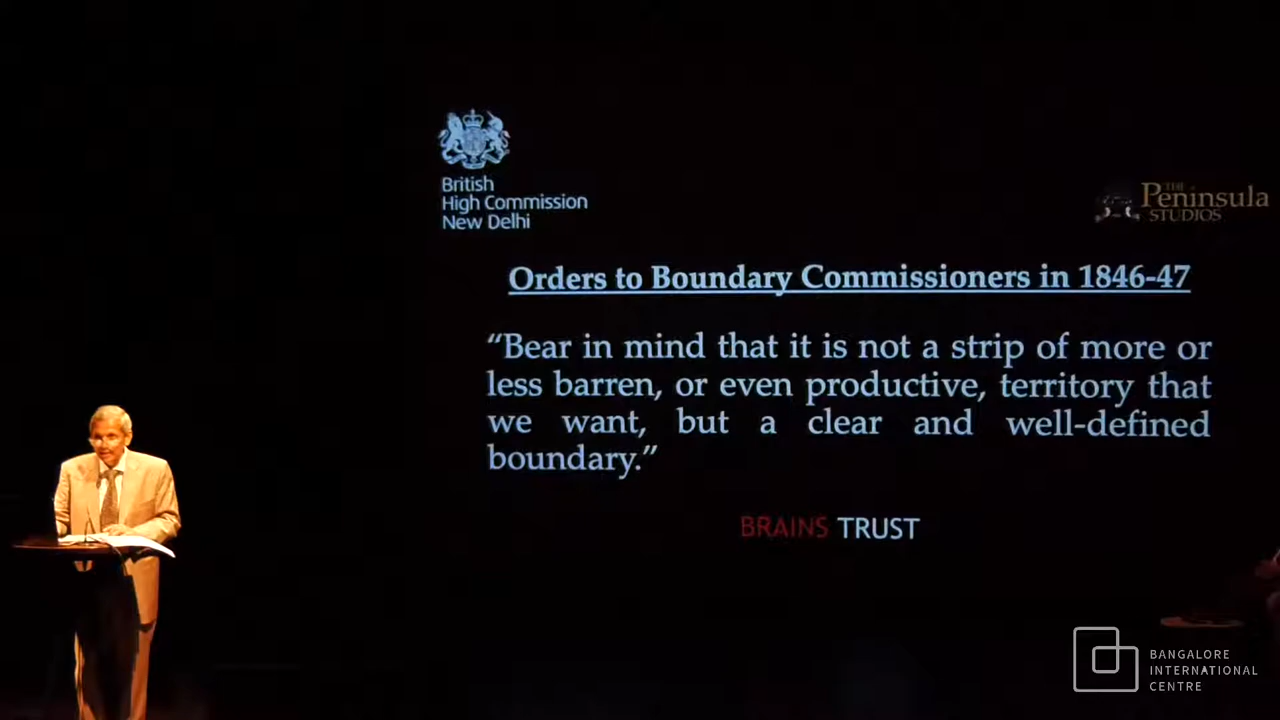 British
High Commission
New Delhi
THE
Peninsula
STUDIOS
Orders to Boundary Commissioners in 1846-47
“Bear in mind that it is not a strip of more or
less barren, or even productive, territory that
we want, but a clear and well-defined
boundary.”
BRAINS TRUST
BANGALORE
INTERNATIONAL
CENTRE